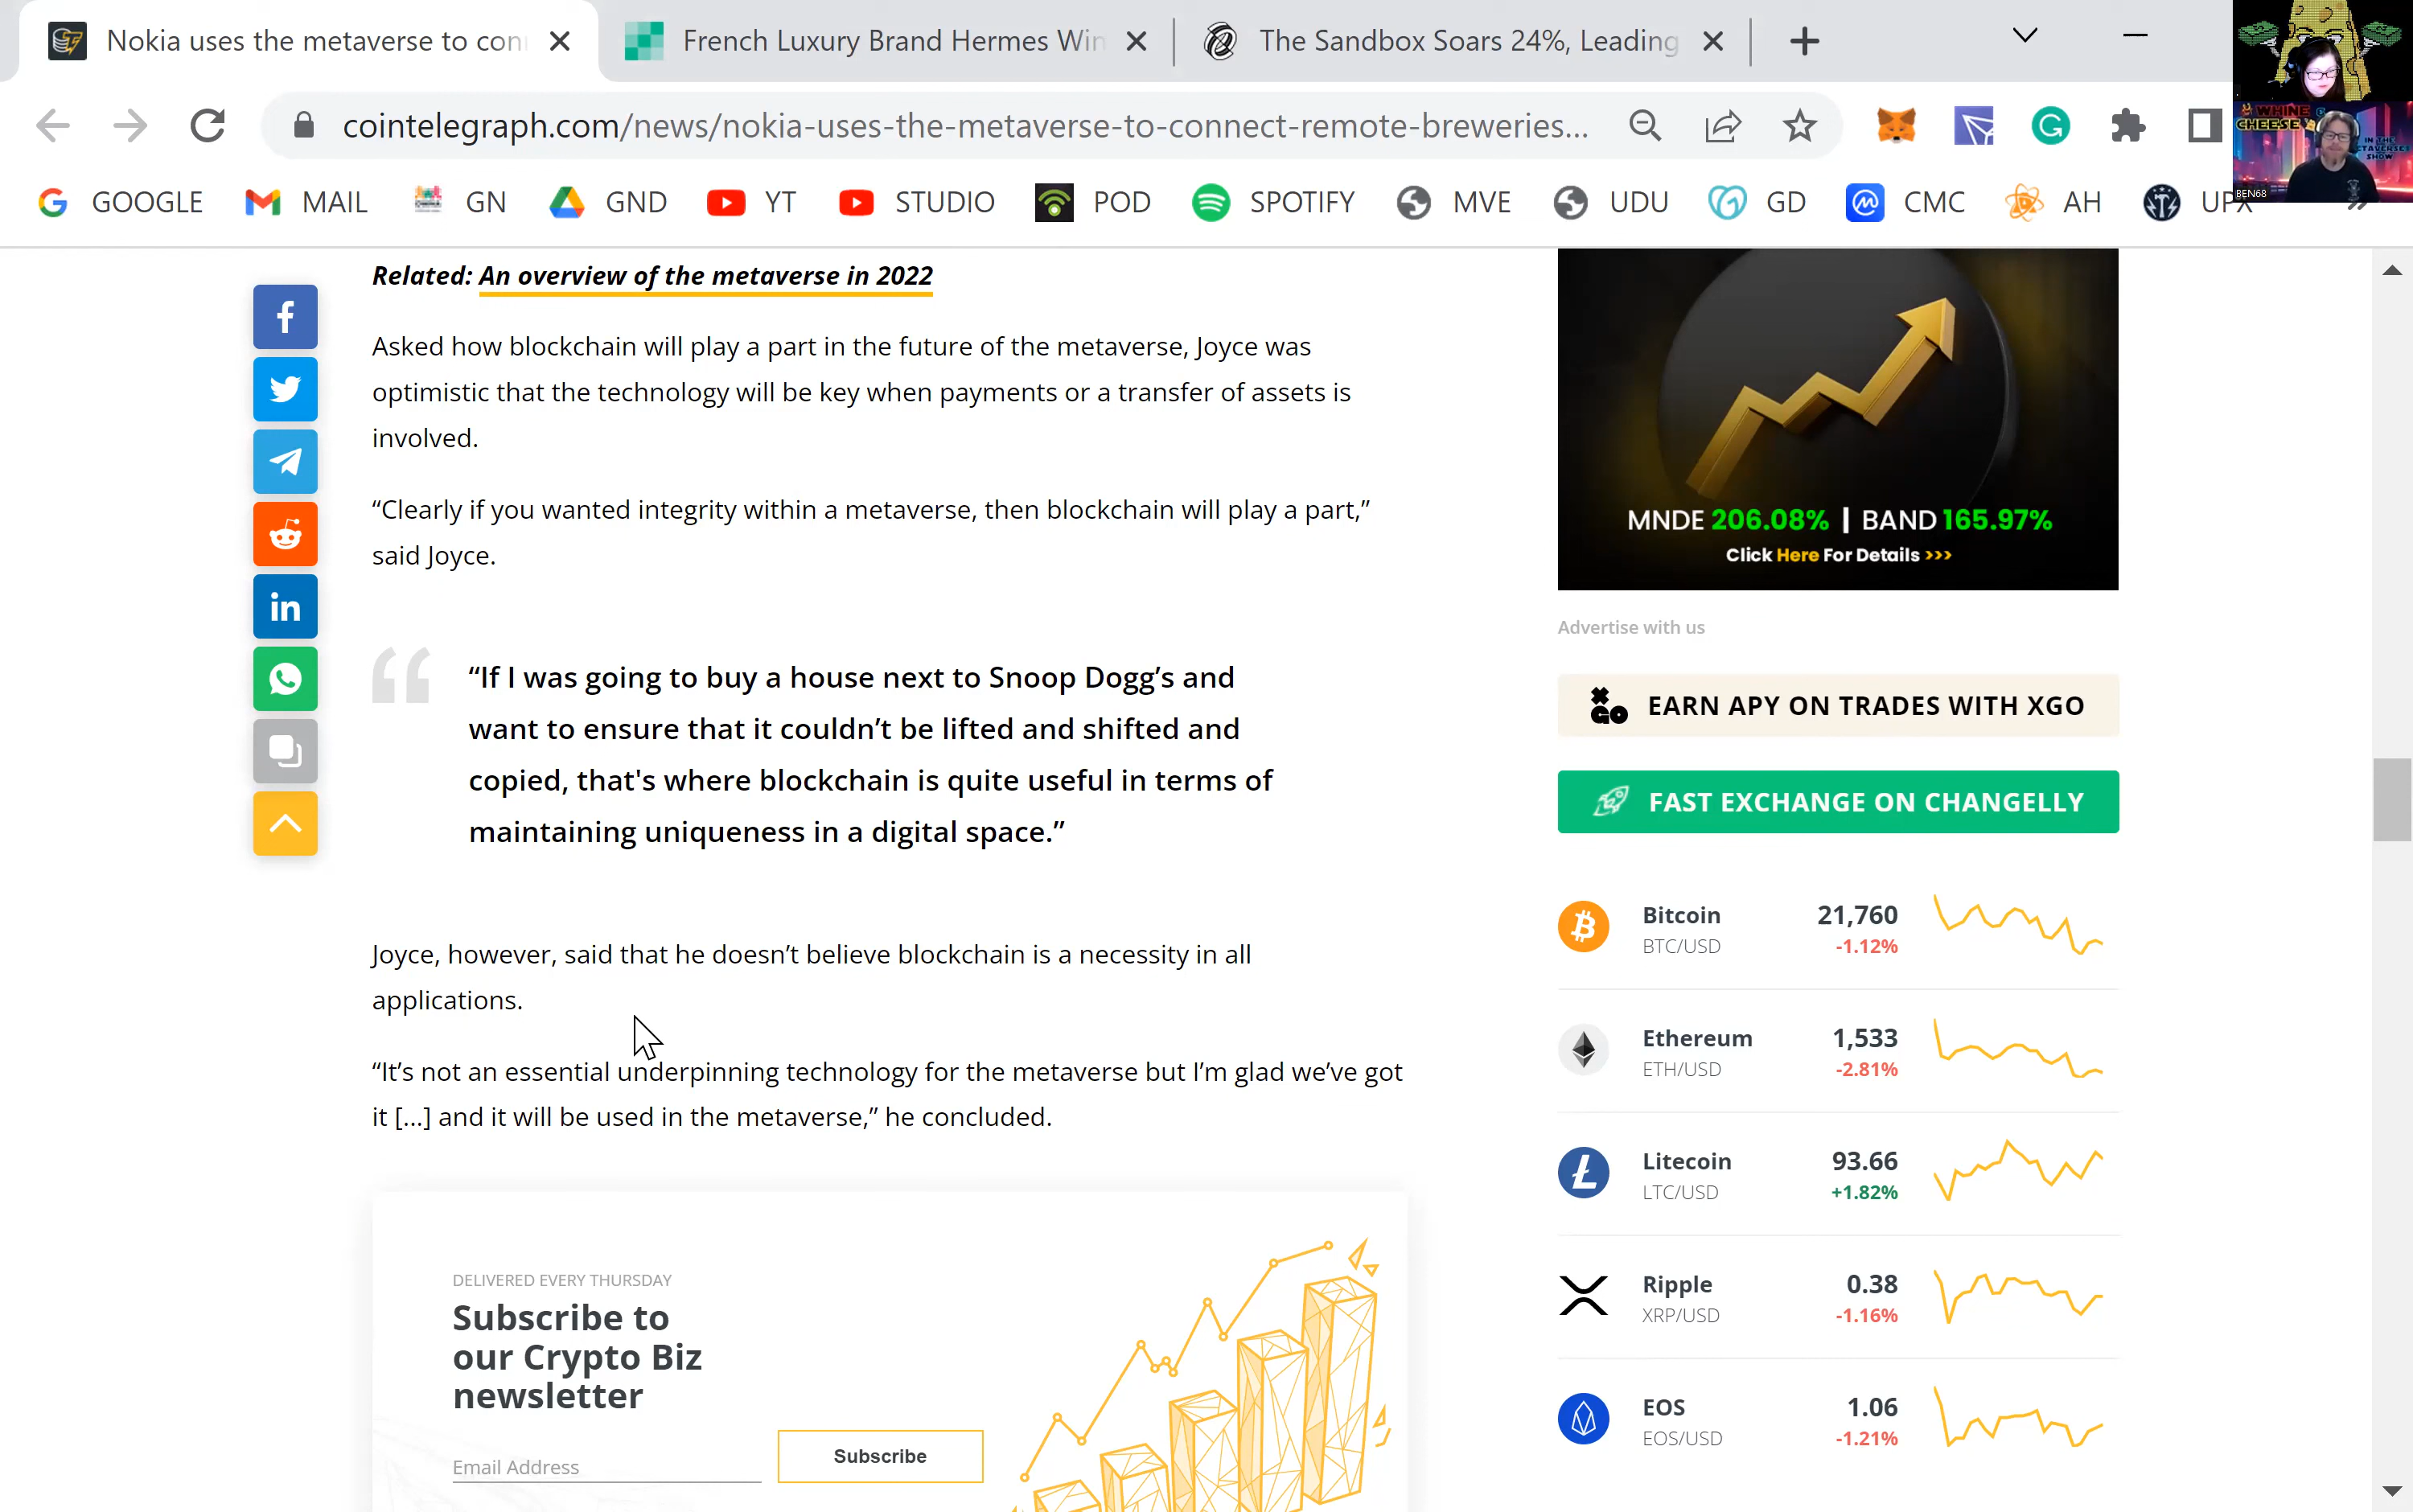 Nokia uses the metaverse to con
French Luxury Brand Hermes Win
The Sandbox Soars 24%, Leading
cointelegraph.com/news/nokia-uses-the-metaverse-to-connect-remote-breweries...
GOOGLE
MAIL
GN
GND
YT
STUDIO
POD
SPOTIFY
MVE
UDU
GD
CMC
AH
UPX
WHINE
CHEESE
IN THE
METAVERSE
SHOW
BEN68
Related: An overview of the metaverse in 2022
Asked how blockchain will play a part in the future of the metaverse, Joyce was
optimistic that the technology will be key when payments or a transfer of assets is
involved.
“Clearly if you wanted integrity within a metaverse, then blockchain will play a part,”
said Joyce.
“If I was going to buy a house next to Snoop Dogg’s and
want to ensure that it couldn’t be lifted and shifted and
copied, that's where blockchain is quite useful in terms of
maintaining uniqueness in a digital space.”
Joyce, however, said that he doesn’t believe blockchain is a necessity in all
applications.
“It’s not an essential underpinning technology for the metaverse but I’m glad we’ve got
it [...] and it will be used in the metaverse,” he concluded.
DELIVERED EVERY THURSDAY
Subscribe to
our Crypto Biz
newsletter
Email Address
Subscribe
MNDE 206.08% | BAND 165.97%
Click Here For Details >>>
Advertise with us
XGO EARN APY ON TRADES WITH XGO
FAST EXCHANGE ON CHANGELLY
Bitcoin 21,760
BTC/USD -1.12%
Ethereum 1,533
ETH/USD -2.81%
Litecoin 93.66
LTC/USD +1.82%
Ripple 0.38
XRP/USD -1.16%
EOS 1.06
EOS/USD -1.21%